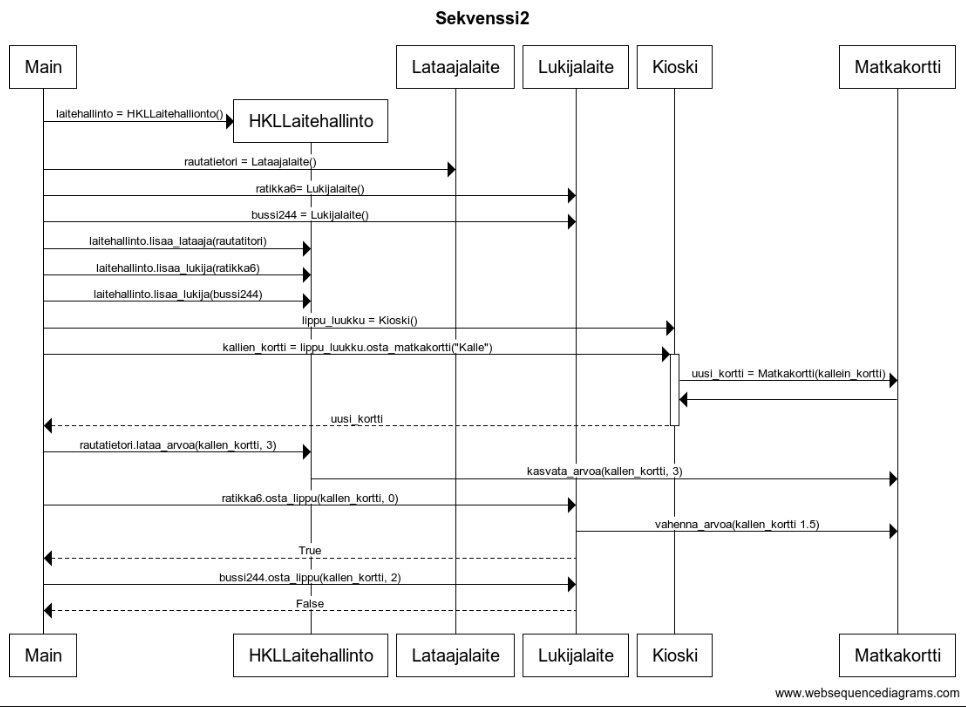 Sekvenssi2
Main
Lataajalaite
Lukijalaite
Kioski
Matkakortti
laitehallinto = HKLLaitehallionto()
HKLLaitehallinto
rautatietori = Lataajalaite()
ratikka6= Lukijalaite()
bussi244 = Lukijalaite()
laitehallinto.lisaa_lataaja(rautatitori)
laitehallinto.lisaa_lukija(ratikka6)
laitehallinto.lisaa_lukija(bussi244)
lippu_luukku = Kioski()
kallien_kortti = lippu_luukku.osta_matkakortti("Kalle")
uusi_kortti = Matkakortti(kallein_kortti)
uusi_kortti
rautatietori.lataa_arvoa(kallen_kortti, 3)
kasvata_arvoa(kallen_kortti, 3)
ratikka6.osta_lippu(kallen_kortti, 0)
vahenna_arvoa(kallen_kortti 1.5)
True
bussi244.osta_lippu(kallen_kortti, 2)
False
Main
HKLLaitehallinto
Lataajalaite
Lukijalaite
Kioski
Matkakortti
www.websequencediagrams.com